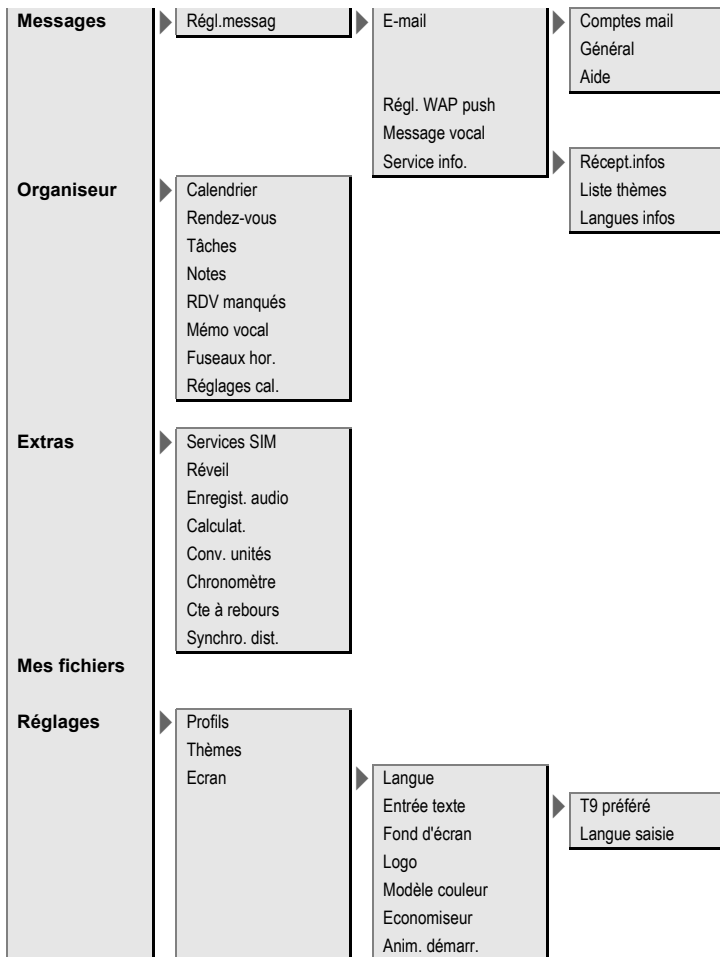 Messages
Régl.messag
E-mail
Comptes mail
Général
Aide
Régl. WAP push
Message vocal
Service info.
Récept.infos
Liste thèmes
Langues infos
Organiseur
Calendrier
Rendez-vous
Tâches
Notes
RDV manqués
Mémo vocal
Fuseaux hor.
Réglages cal.
Extras
Services SIM
Réveil
Enregist. audio
Calculat.
Conv. unités
Chronomètre
Cte à rebours
Synchro. dist.
Mes fichiers
Réglages
Profils
Thèmes
Ecran
Langue
Entrée texte
T9 préféré
Langue saisie
Fond d'écran
Logo
Modèle couleur
Economiseur
Anim. démarr.